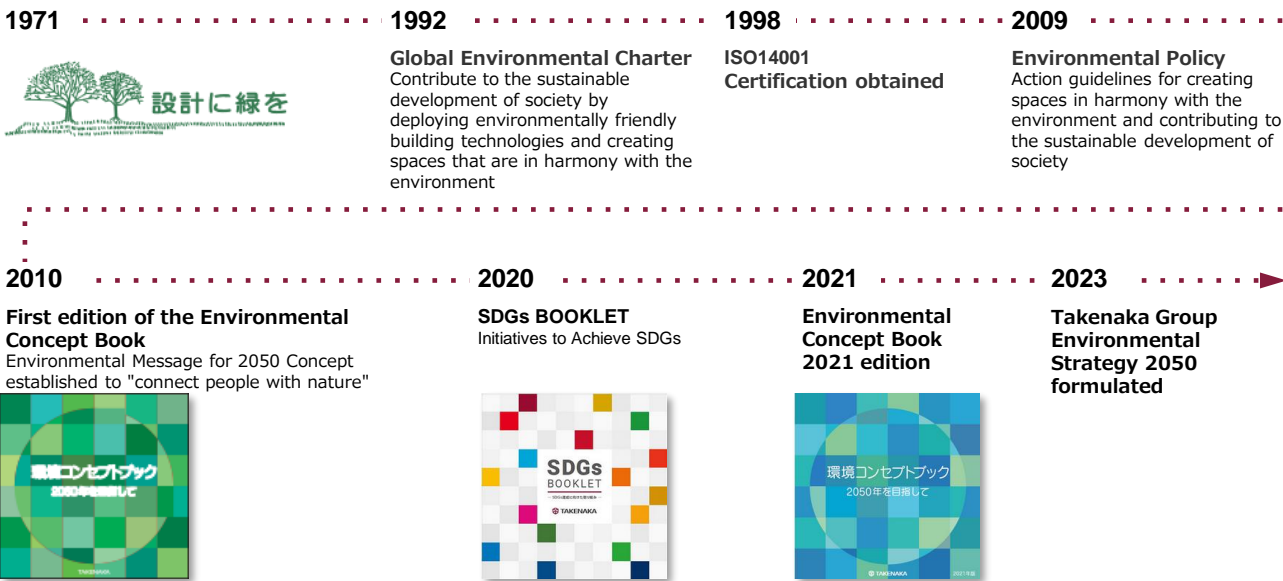 1971
1992
1998
2009
設計に緑を
Global Environmental Charter
Contribute to the sustainable
development of society by
deploying environmentally friendly
building technologies and creating
spaces that are in harmony with the
environment
ISO14001
Certification obtained
Environmental Policy
Action guidelines for creating
spaces in harmony with the
environment and contributing to
the sustainable development of
society
2010
2020
2021
2023
First edition of the Environmental
Concept Book
Environmental Message for 2050 Concept
established to "connect people with nature"
環境コンセプトブック
2050年を目指して
TAKENAKA
SDGs BOOKLET
Initiatives to Achieve SDGs
SDGs
BOOKLET
TAKENAKA
Environmental
Concept Book
2021 edition
環境コンセプトブック
2050年を目指して
TAKENAKA
2021年版
Takenaka Group
Environmental
Strategy 2050
formulated